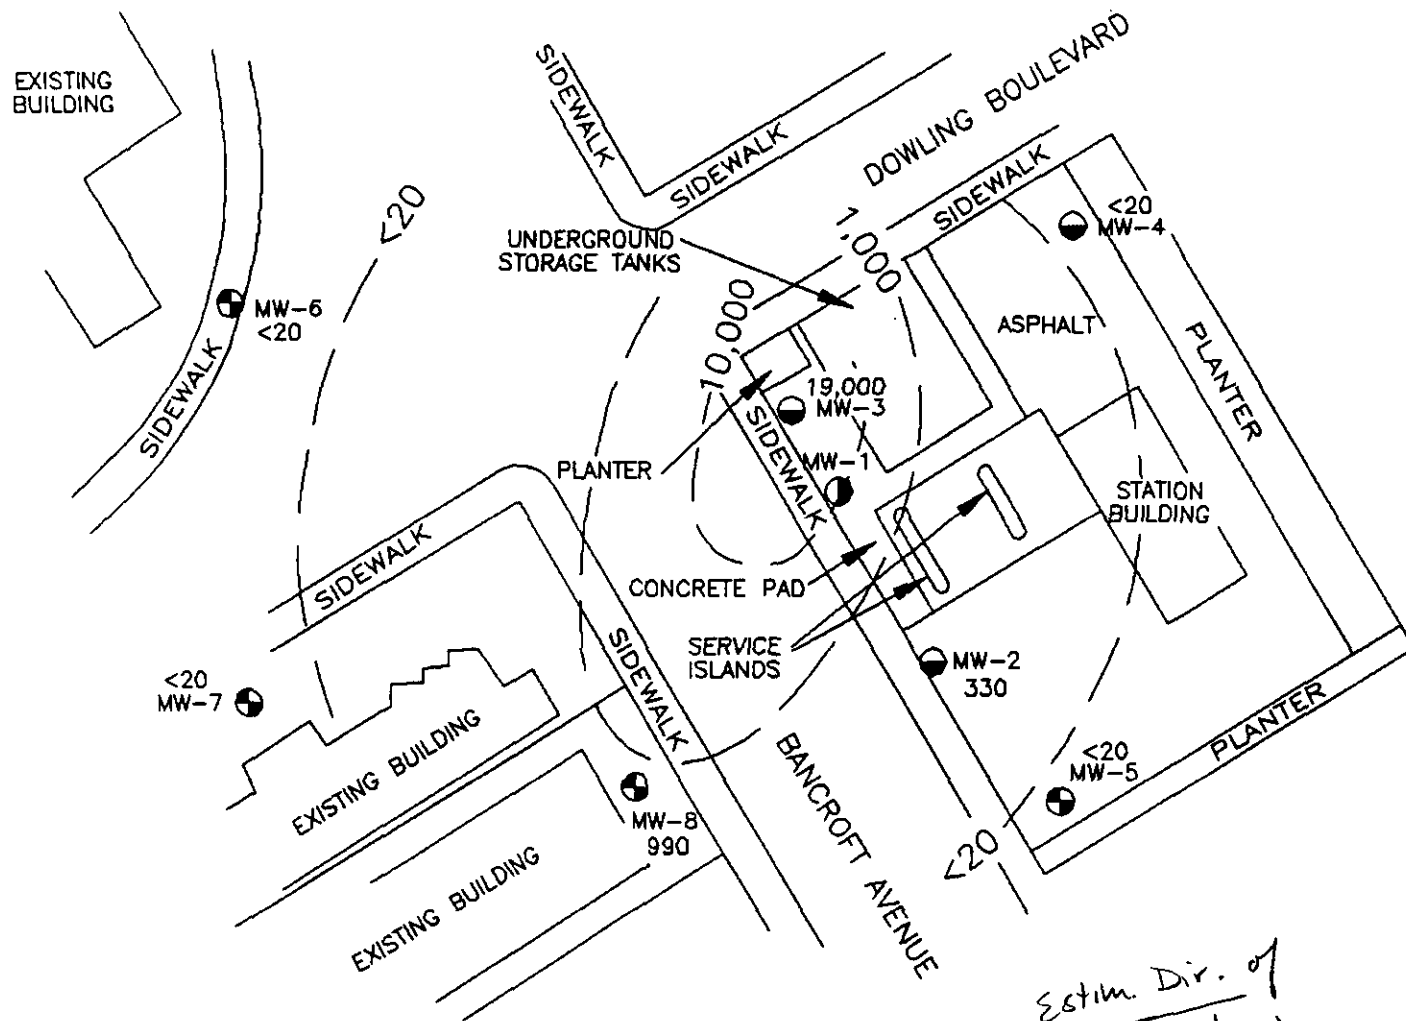 EXISTING
BUILDING
SIDEWALK
SIDEWALK
DOWLING BOULEVARD
SIDEWALK
<20
UNDERGROUND
STORAGE TANKS
1,000
<20
MW-4
MW-6
<20
10,000
ASPHALT
PLANTER
SIDEWALK
19,000
MW-3
SIDEWALK
PLANTER
MW-1
STATION
BUILDING
SIDEWALK
CONCRETE PAD
SERVICE
ISLANDS
SIDEWALK
MW-2
330
<20
MW-7
PLANTER
EXISTING BUILDING
BANCROFT AVENUE
<20
MW-5
MW-8
990
<20
EXISTING BUILDING
Estim. Dir. of